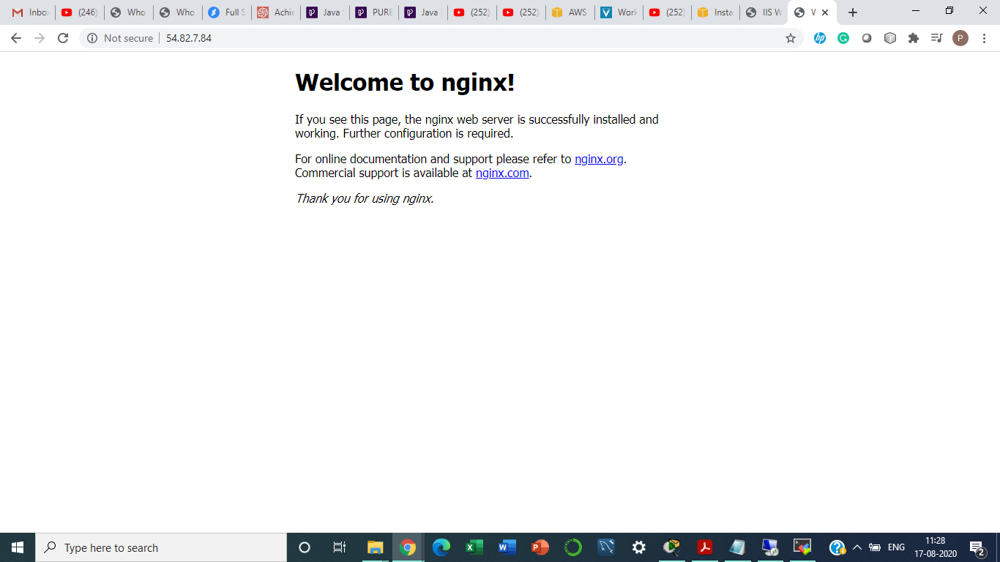 Inbo
(246)
Who
Who
Full S
Achie
Java
PURE
Java
(252)
(252)
AWS
Work
(252)
Insta
IIS W
W
Not secure
54.82.7.84
P
Welcome to nginx!
If you see this page, the nginx web server is successfully installed and
working. Further configuration is required.
For online documentation and support please refer to nginx.org.
Commercial support is available at nginx.com.
Thank you for using nginx.
Type here to search
ENG
11:28
17-08-2020
2